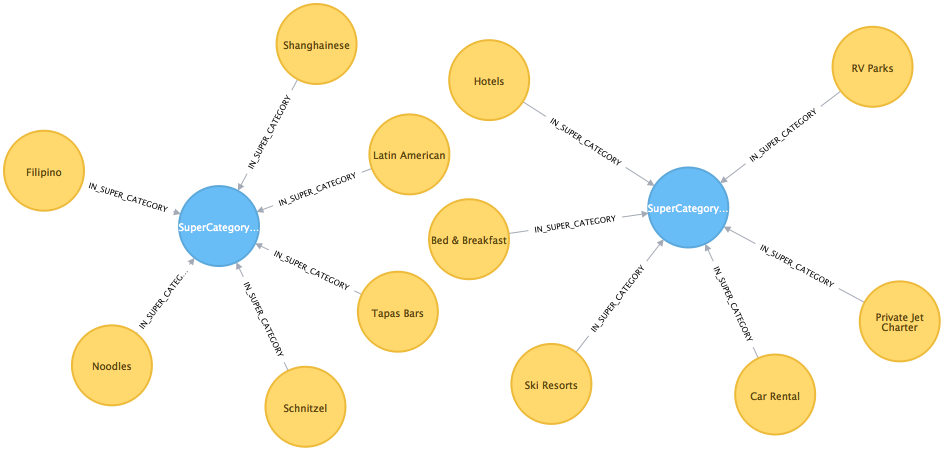 Shanghainese
IN_SUPER_CATEGORY
Filipino
IN_SUPER_CATEGORY
Latin American
IN_SUPER_CATEGORY
SuperCategory...
IN_SUPER_CATEGORY
Tapas Bars
IN_SUPER_CATEG...
Noodles
IN_SUPER_CATEGORY
Schnitzel
Hotels
IN_SUPER_CATEGORY
RV Parks
IN_SUPER_CATEGORY
SuperCategory...
Bed & Breakfast
IN_SUPER_CATEGORY
IN_SUPER_CATEGORY
Private Jet
Charter
IN_SUPER_CATEGORY
Ski Resorts
IN_SUPER_CATEGORY
Car Rental